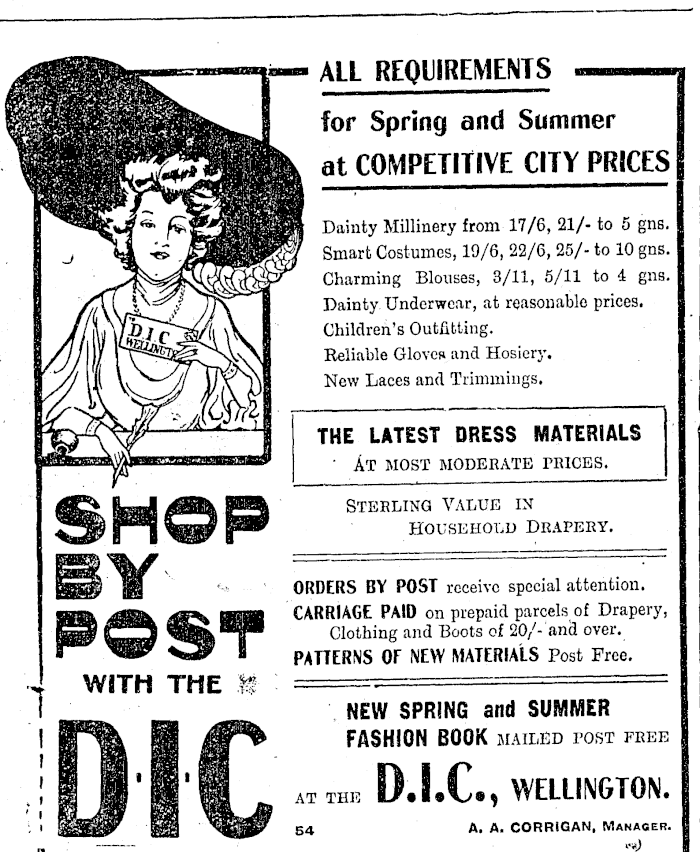 D.I.C
WELLINGT
SHOP
BY
POST
WITH THE
D·I·C
ALL REQUIREMENTS
for Spring and Summer
at COMPETITIVE CITY PRICES
Dainty Millinery from 17/6, 21/- to 5 gns.
Smart Costumes, 19/6, 22/6, 25/- to 10 gns.
Charming Blouses, 3/11, 5/11 to 4 gns.
Dainty Underwear, at reasonable prices.
Children's Outfitting.
Reliable Gloves and Hosiery.
New Laces and Trimmings.
THE LATEST DRESS MATERIALS
AT MOST MODERATE PRICES.
STERLING VALUE IN
HOUSEHOLD DRAPERY.
ORDERS BY POST receive special attention.
CARRIAGE PAID on prepaid parcels of Drapery,
Clothing and Boots of 20/- and over.
PATTERNS OF NEW MATERIALS Post Free.
NEW SPRING and SUMMER
FASHION BOOK MAILED POST FREE
AT THE D.I.C., WELLINGTON.
54 A. A. CORRIGAN, MANAGER.